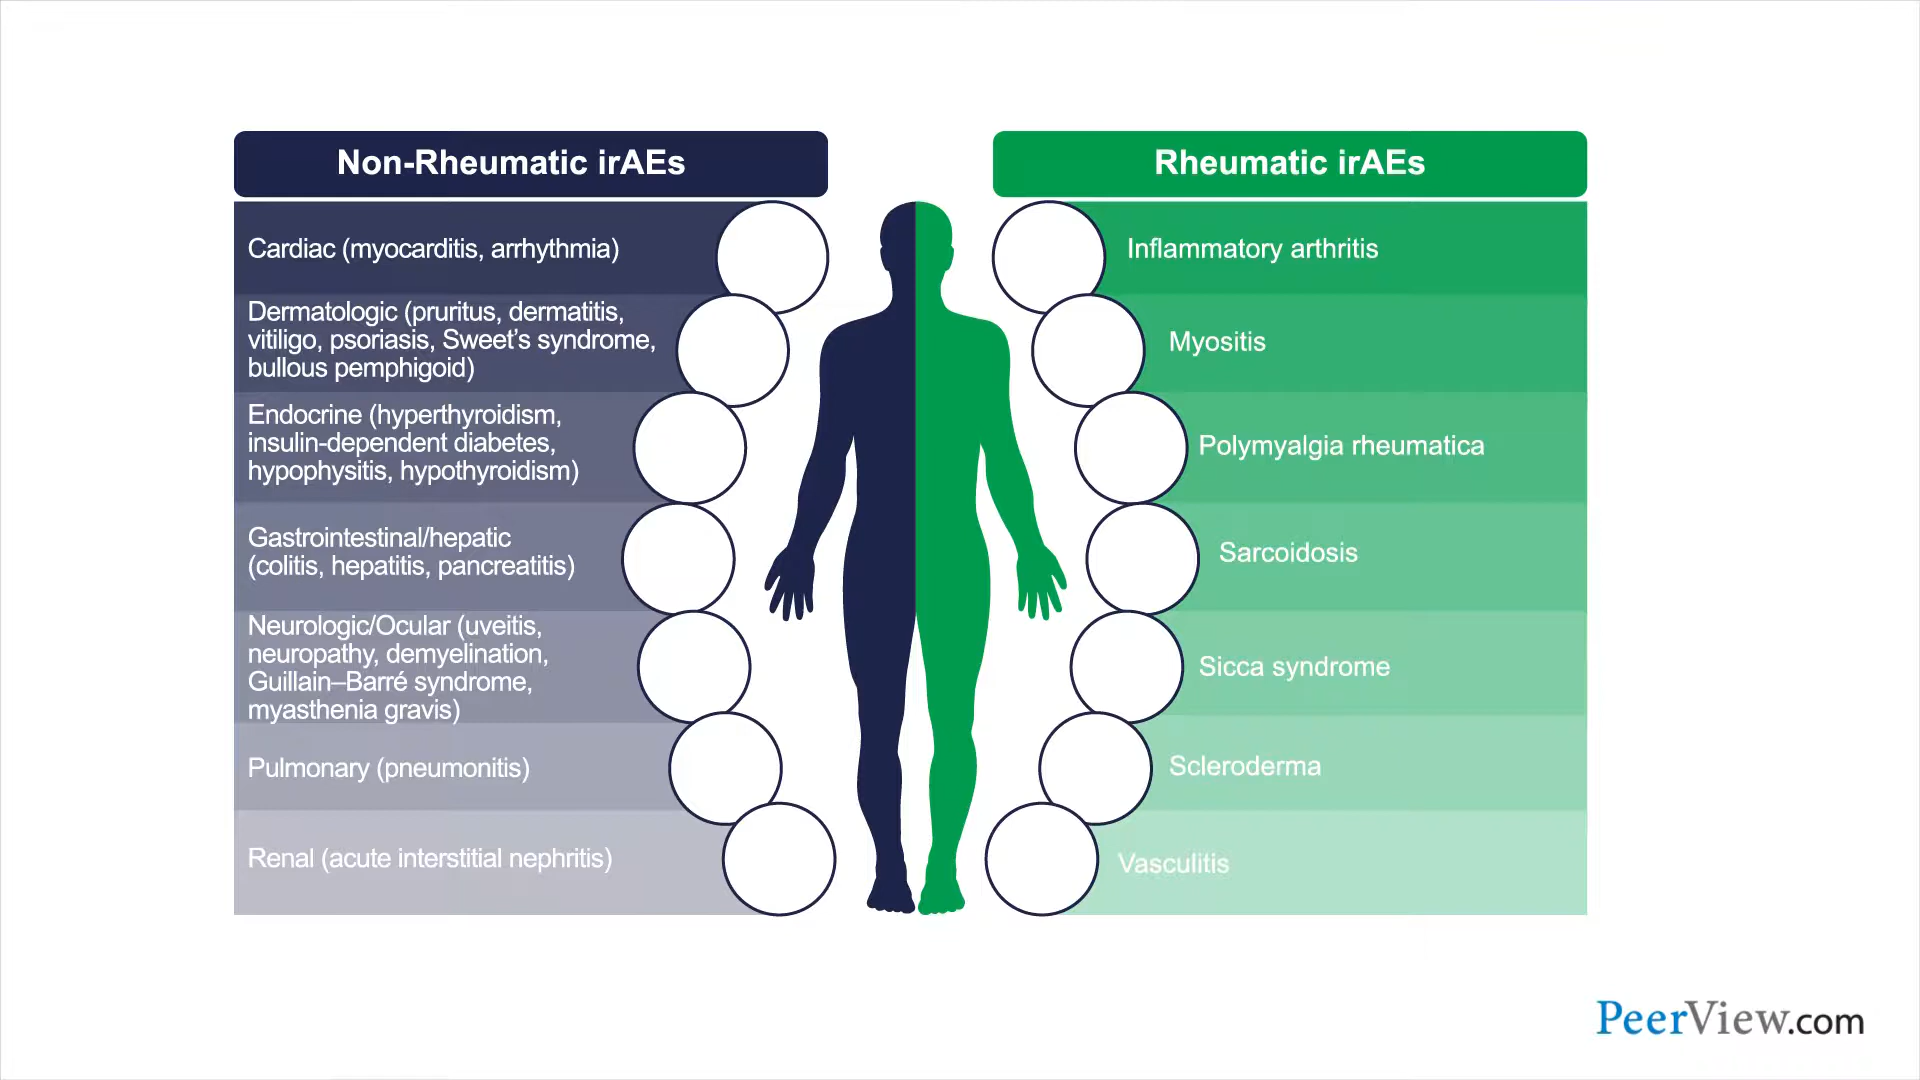 Non-Rheumatic irAEs
Cardiac (myocarditis, arrhythmia)
Dermatologic (pruritus, dermatitis,
vitiligo, psoriasis, Sweet’s syndrome,
bullous pemphigoid)
Endocrine (hyperthyroidism,
insulin-dependent diabetes,
hypophysitis, hypothyroidism)
Gastrointestinal/hepatic
(colitis, hepatitis, pancreatitis)
Neurologic/Ocular (uveitis,
neuropathy, demyelination,
Guillain–Barré syndrome,
myasthenia gravis)
Pulmonary (pneumonitis)
Renal (acute interstitial nephritis)
Rheumatic irAEs
Inflammatory arthritis
Myositis
Polymyalgia rheumatica
Sarcoidosis
Sicca syndrome
Scleroderma
Vasculitis
PeerView.com